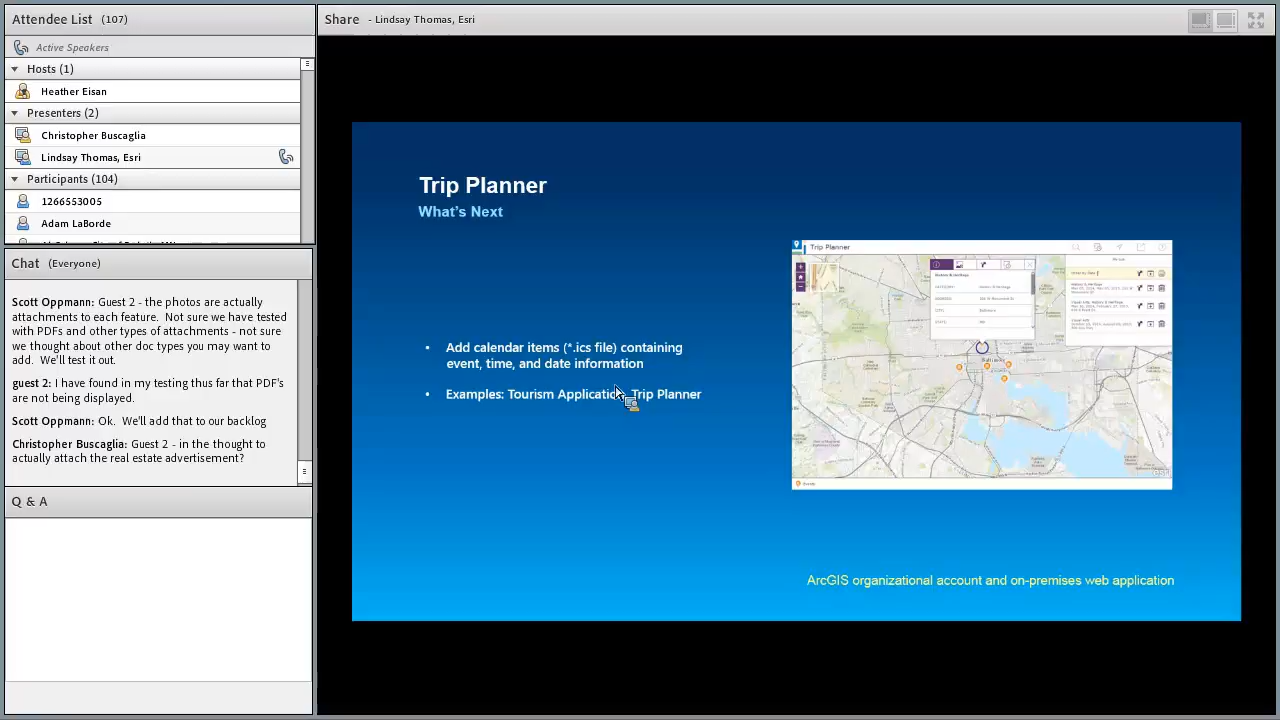 Attendee List (107)
Active Speakers
Hosts (1)
Heather Eisan
Presenters (2)
Christopher Buscaglia
Lindsay Thomas, Esri
Participants (104)
1266553005
Adam LaBorde
Chat (Everyone)
Scott Oppmann: Guest 2 - the photos are actually
attachments to each feature. Not sure we have tested
with PDFs and other types of attachments. Not sure
we thought about other doc types you may want to
add. We'll test it out.
guest 2: I have found in my testing thus far that PDF's
are not being displayed.
Scott Oppmann: Ok. We'll add that to our backlog
Christopher Buscaglia: Guest 2 - in the thought to
actually attach e real estate advertisement?
Q & A
Share - Lindsay Thomas, Esri
Trip Planner
What's Next
• Add calendar items (*.ics file) containing
event, time, and date information
• Examples: Tourism Application, Trip Planner
Trip Planner
Baltimore
ArcGIS organizational account and on-premises web application